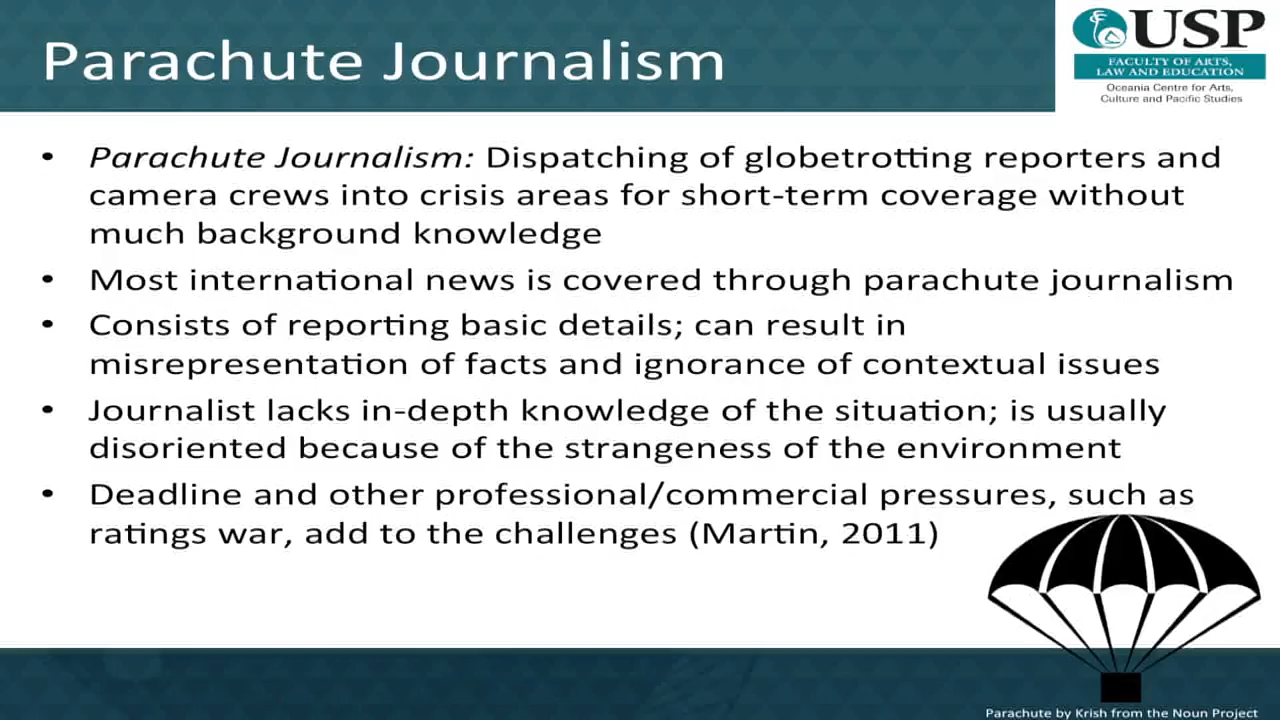 Parachute Journalism
USP
FACULTY OF ARTS,
LAW AND EDUCATION
Oceania Centre for Arts,
Culture and Pacific Studies
• Parachute Journalism: Dispatching of globetrotting reporters and
camera crews into crisis areas for short-term coverage without
much background knowledge
• Most international news is covered through parachute journalism
• Consists of reporting basic details; can result in
misrepresentation of facts and ignorance of contextual issues
• Journalist lacks in-depth knowledge of the situation; is usually
disoriented because of the strangeness of the environment
• Deadline and other professional/commercial pressures, such as
ratings war, add to the challenges (Martin, 2011)
Parachute by Krish from the Noun Project